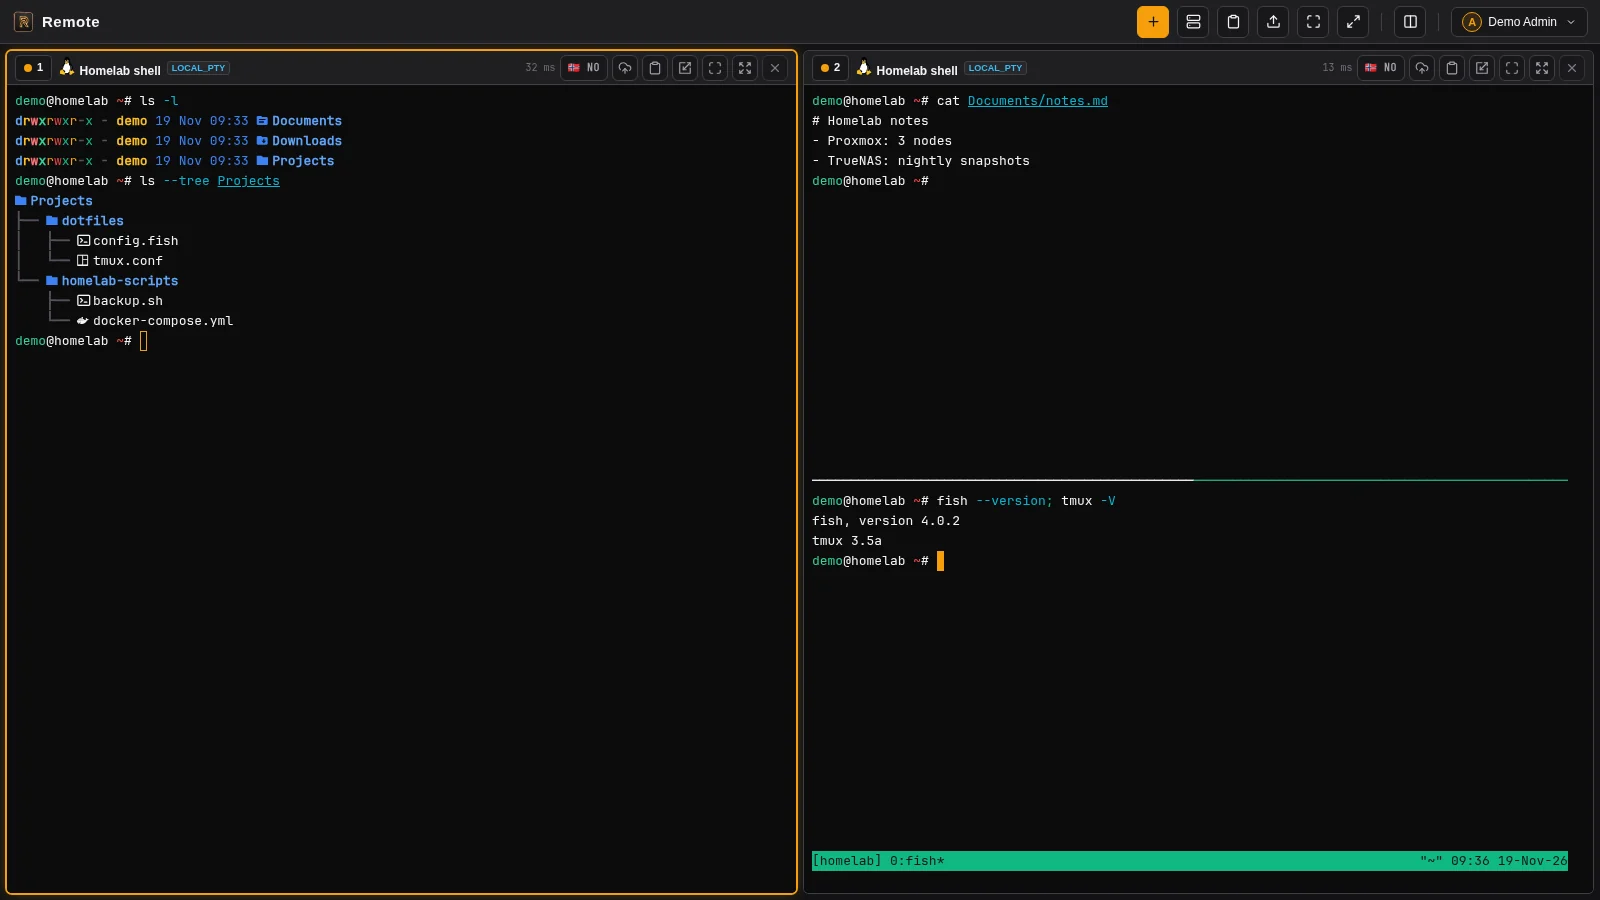 Remote
A Demo Admin
1 Homelab shell LOCAL_PTY 32 ms NO
demo@homelab ~# ls -l
drwxrwxr-x - demo 19 Nov 09:33 Documents
drwxrwxr-x - demo 19 Nov 09:33 Downloads
drwxrwxr-x - demo 19 Nov 09:33 Projects
demo@homelab ~# ls --tree Projects
Projects
├── dotfiles
│   ├── config.fish
│   └── tmux.conf
└── homelab-scripts
    ├── backup.sh
    └── docker-compose.yml
demo@homelab ~#
2 Homelab shell LOCAL_PTY 13 ms NO
demo@homelab ~# cat Documents/notes.md
# Homelab notes
- Proxmox: 3 nodes
- TrueNAS: nightly snapshots
demo@homelab ~#
demo@homelab ~# fish --version; tmux -V
fish, version 4.0.2
tmux 3.5a
demo@homelab ~#
[homelab] 0:fish* "~" 09:36 19-Nov-26